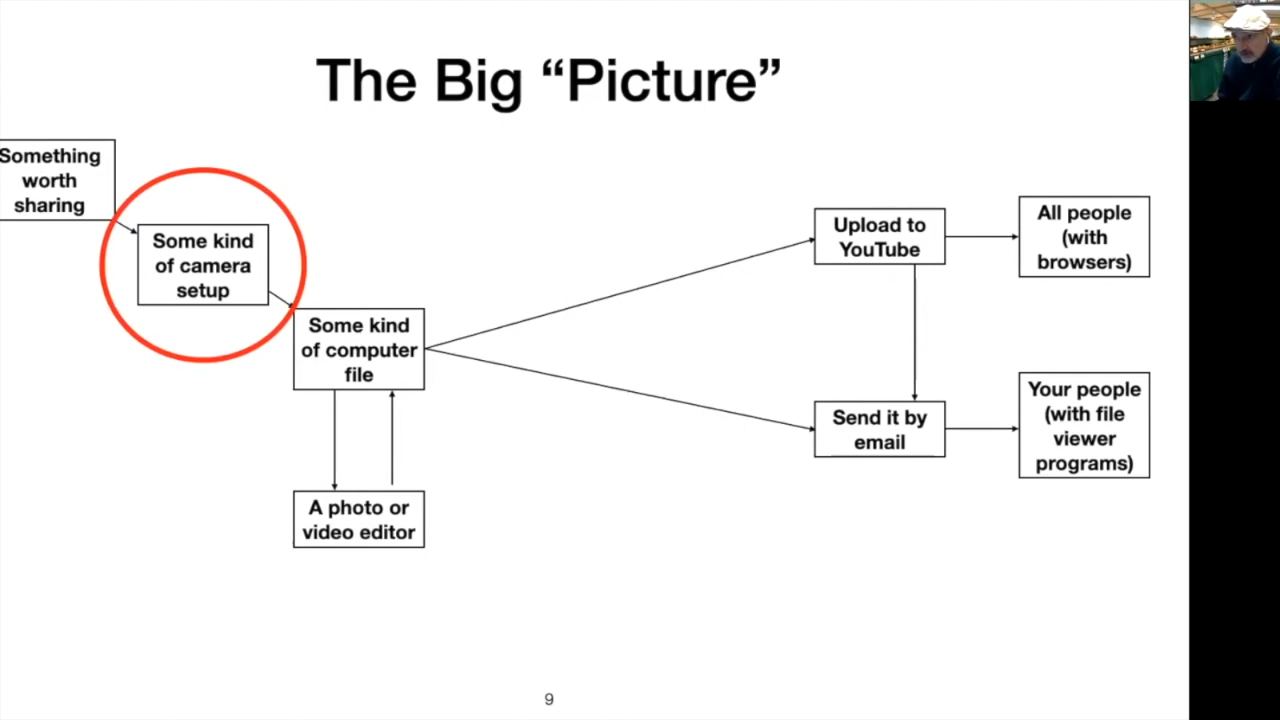 The Big “Picture”
Something
worth
sharing
Some kind
of camera
setup
Some kind
of computer
file
A photo or
video editor
Upload to
YouTube
All people
(with
browsers)
Send it by
email
Your people
(with file
viewer
programs)
9